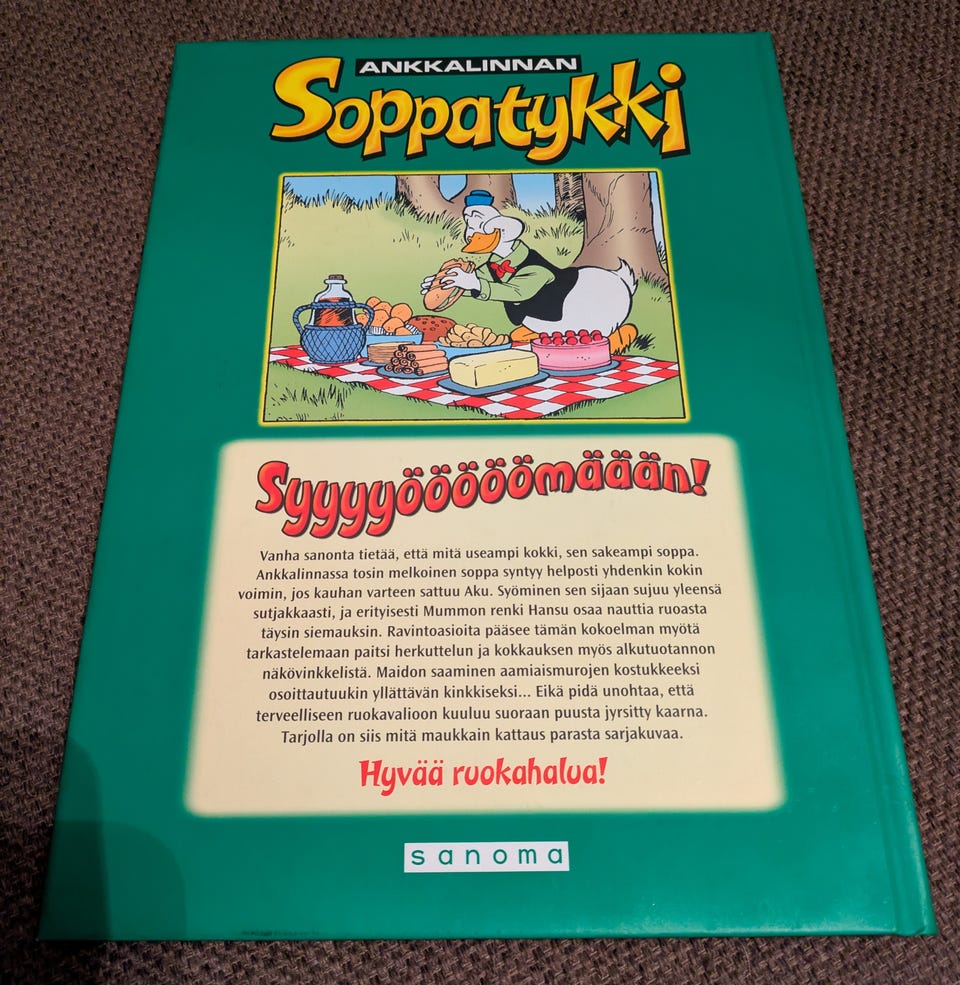 ANKKALINNAN
Soppatykki
Syyyyöööööömäään!
Vanha sanonta tietää, että mitä useampi kokki, sen sakeampi soppa.
Ankkalinnassa tosin melkoinen soppa syntyy helposti yhdenkin kokin
voimin, jos kauhan varteen sattuu Aku. Syöminen sen sijaan sujuu yleensä
sutjakkaasti, ja erityisesti Mummon renki Hansu osaa nauttia ruoasta
täysin siemauksin. Ravintoasioita pääsee tämän kokoelman myötä
tarkastelemaan paitsi herkuttelun ja kokkauksen myös alkutuotannon
näkövinkkelistä. Maidon saaminen aamiaismurojen kostukkeeksi
osoittautuukin yllättävän kinkkiseksi... Eikä pidä unohtaa, että
terveelliseen ruokavalioon kuuluu suoraan puusta jyrsitty kaarna.
Tarjolla on siis mitä maukkain kattaus parasta sarjakuvaa.
Hyvää ruokahalua!
sanoma